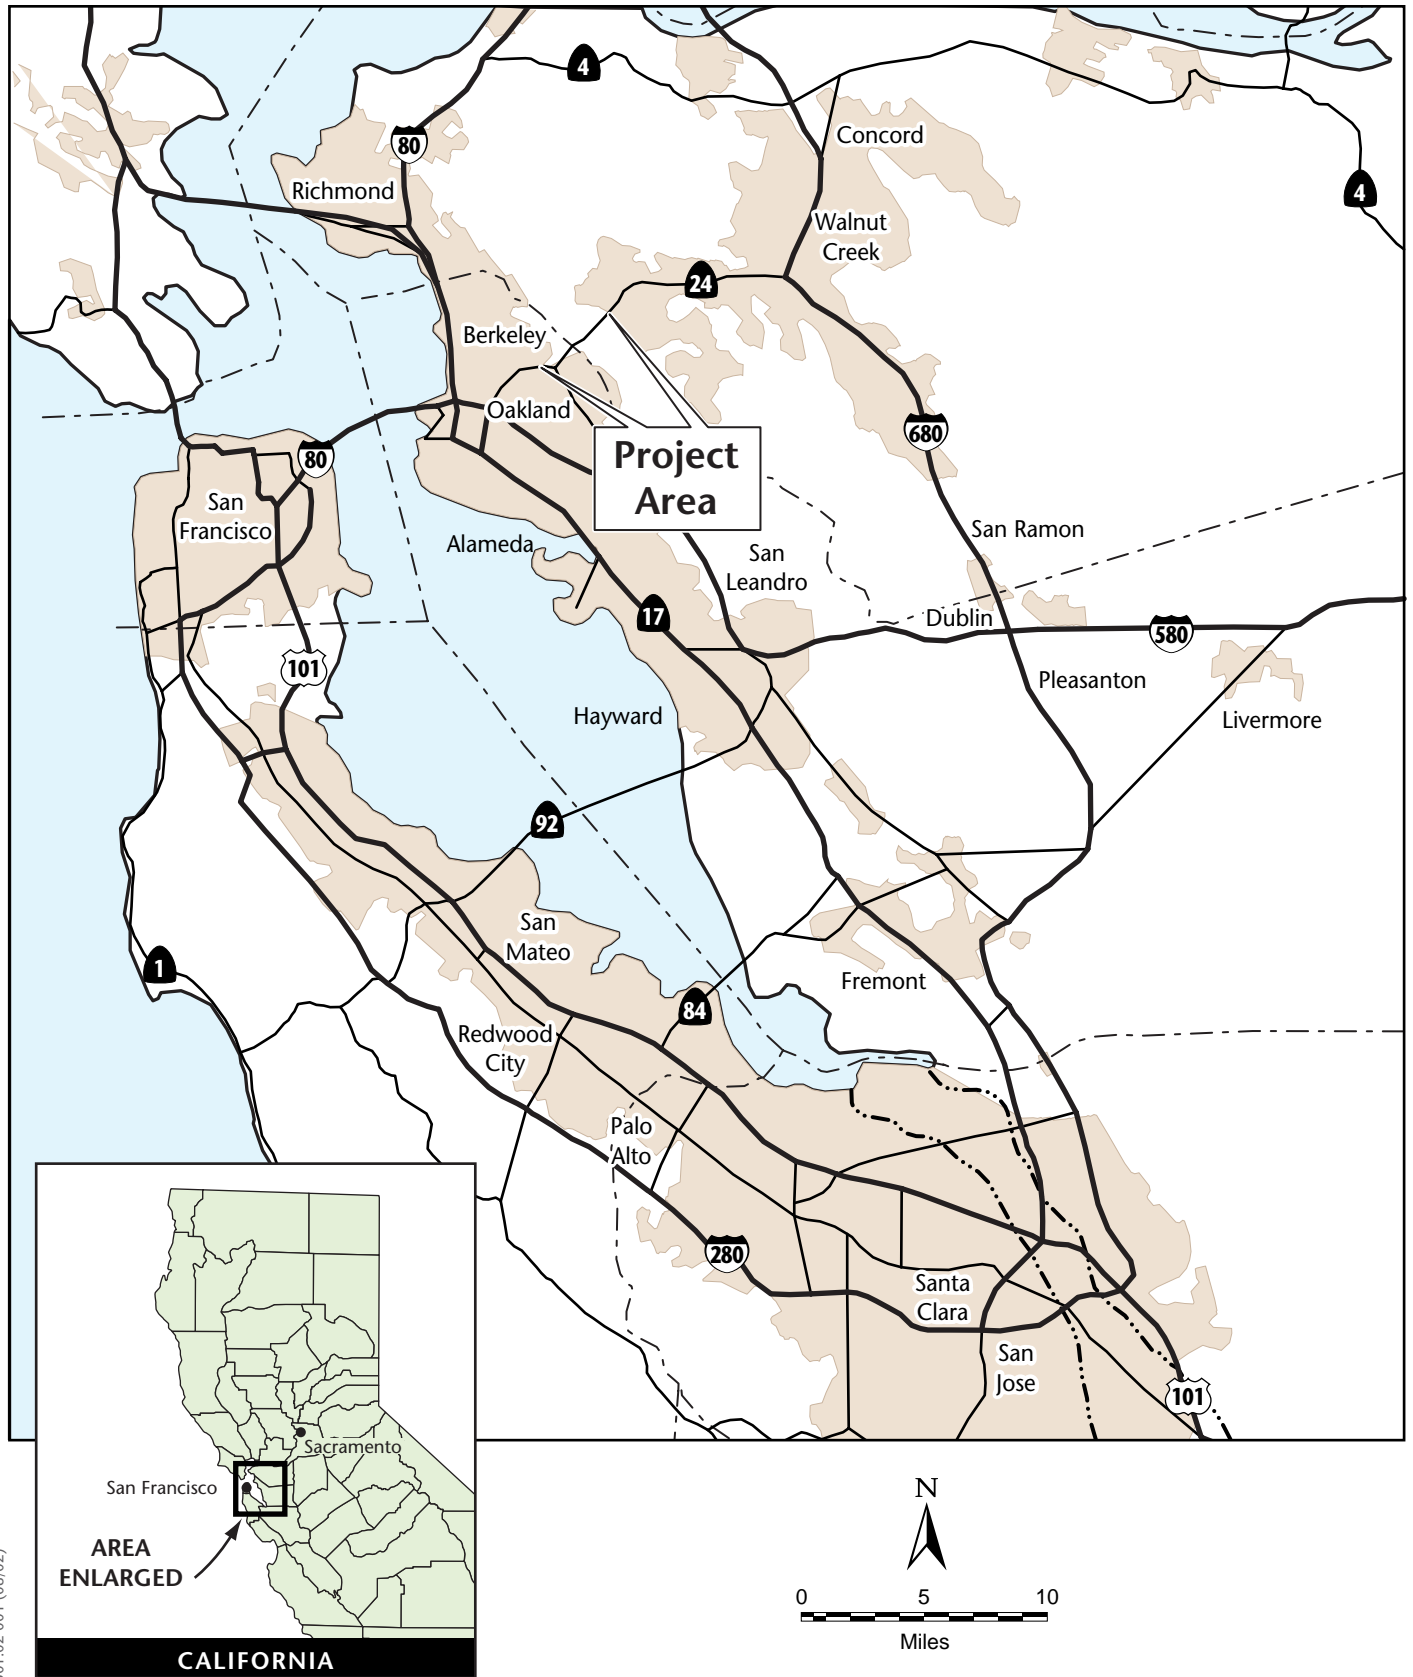 4
Concord
80
Richmond
4
Walnut
Creek
24
Berkeley
Oakland
680
Project
Area
80
San
Francisco
San Ramon
Alameda
San
Leandro
17
Dublin
580
101
Pleasanton
Hayward
Livermore
92
San
Mateo
1
Fremont
84
Redwood
City
Palo
Alto
280
Santa
Clara
San
Jose
101
Sacramento
San Francisco
AREA
ENLARGED
CALIFORNIA
N
0 5 10
Miles